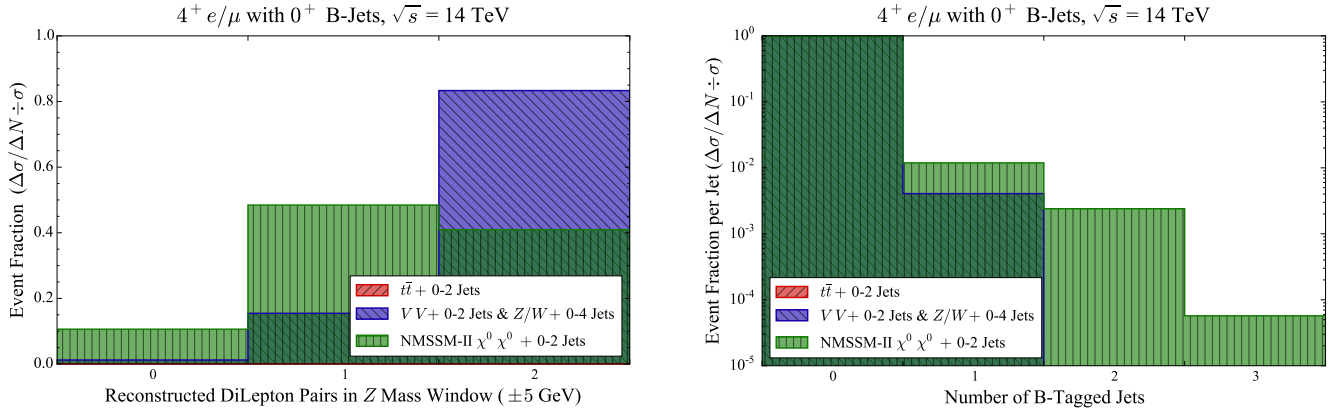 4⁺ e/μ with 0⁺ B-Jets, √s = 14 TeV
Event Fraction (Δσ/ΔN÷σ)
1.0
0.8
0.6
0.4
0.2
0.0
tt̄ + 0-2 Jets
VV+ 0-2 Jets & Z/W + 0-4 Jets
NMSSM-II χ⁰ χ⁰ + 0-2 Jets
0 1 2
Reconstructed DiLepton Pairs in Z Mass Window (±5 GeV)
4⁺ e/μ with 0⁺ B-Jets, √s = 14 TeV
Event Fraction per Jet (Δσ/ΔN÷σ)
10⁰
10⁻¹
10⁻²
10⁻³
10⁻⁴
10⁻⁵
tt̄ + 0-2 Jets
VV+ 0-2 Jets & Z/W + 0-4 Jets
NMSSM-II χ⁰ χ⁰ + 0-2 Jets
0 1 2 3
Number of B-Tagged Jets